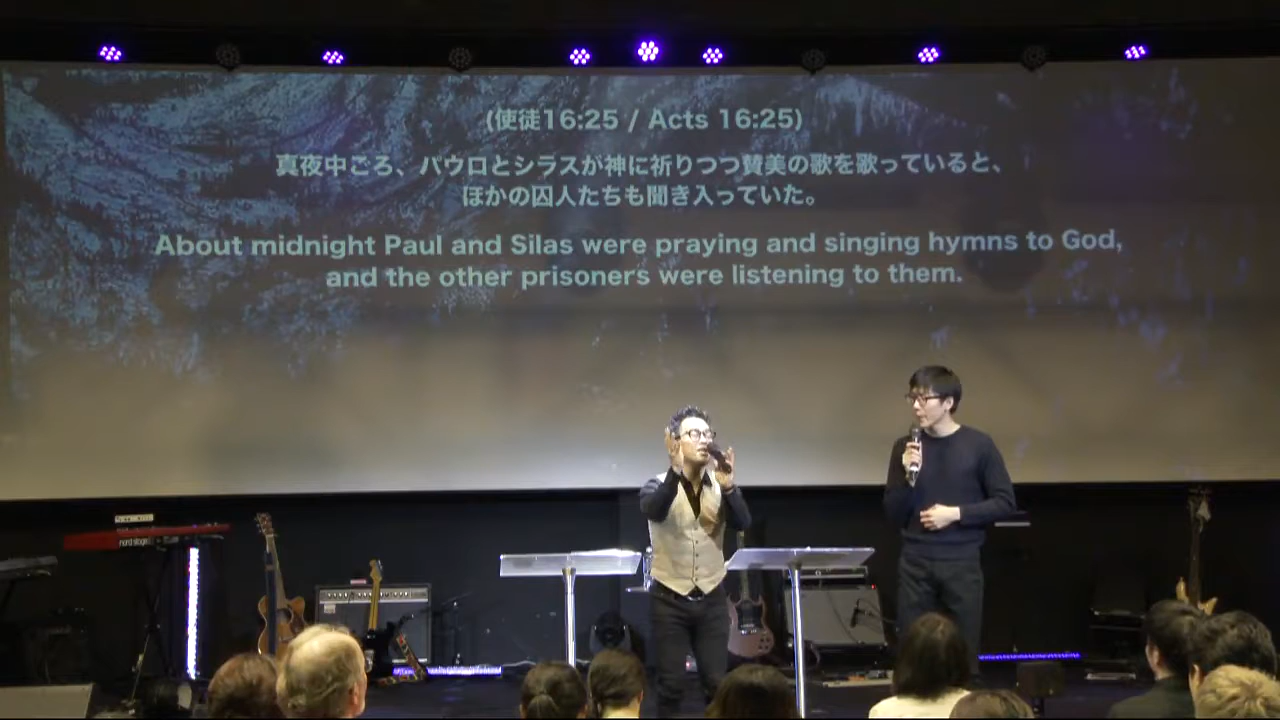 (使徒16:25 / Acts 16:25)
真夜中ごろ、パウロとシラスが神に祈りつつ賛美の歌を歌っていると、
ほかの囚人たちも聞き入っていた。
About midnight Paul and Silas were praying and singing hymns to God,
and the other prisoners were listening to them.
nord stage